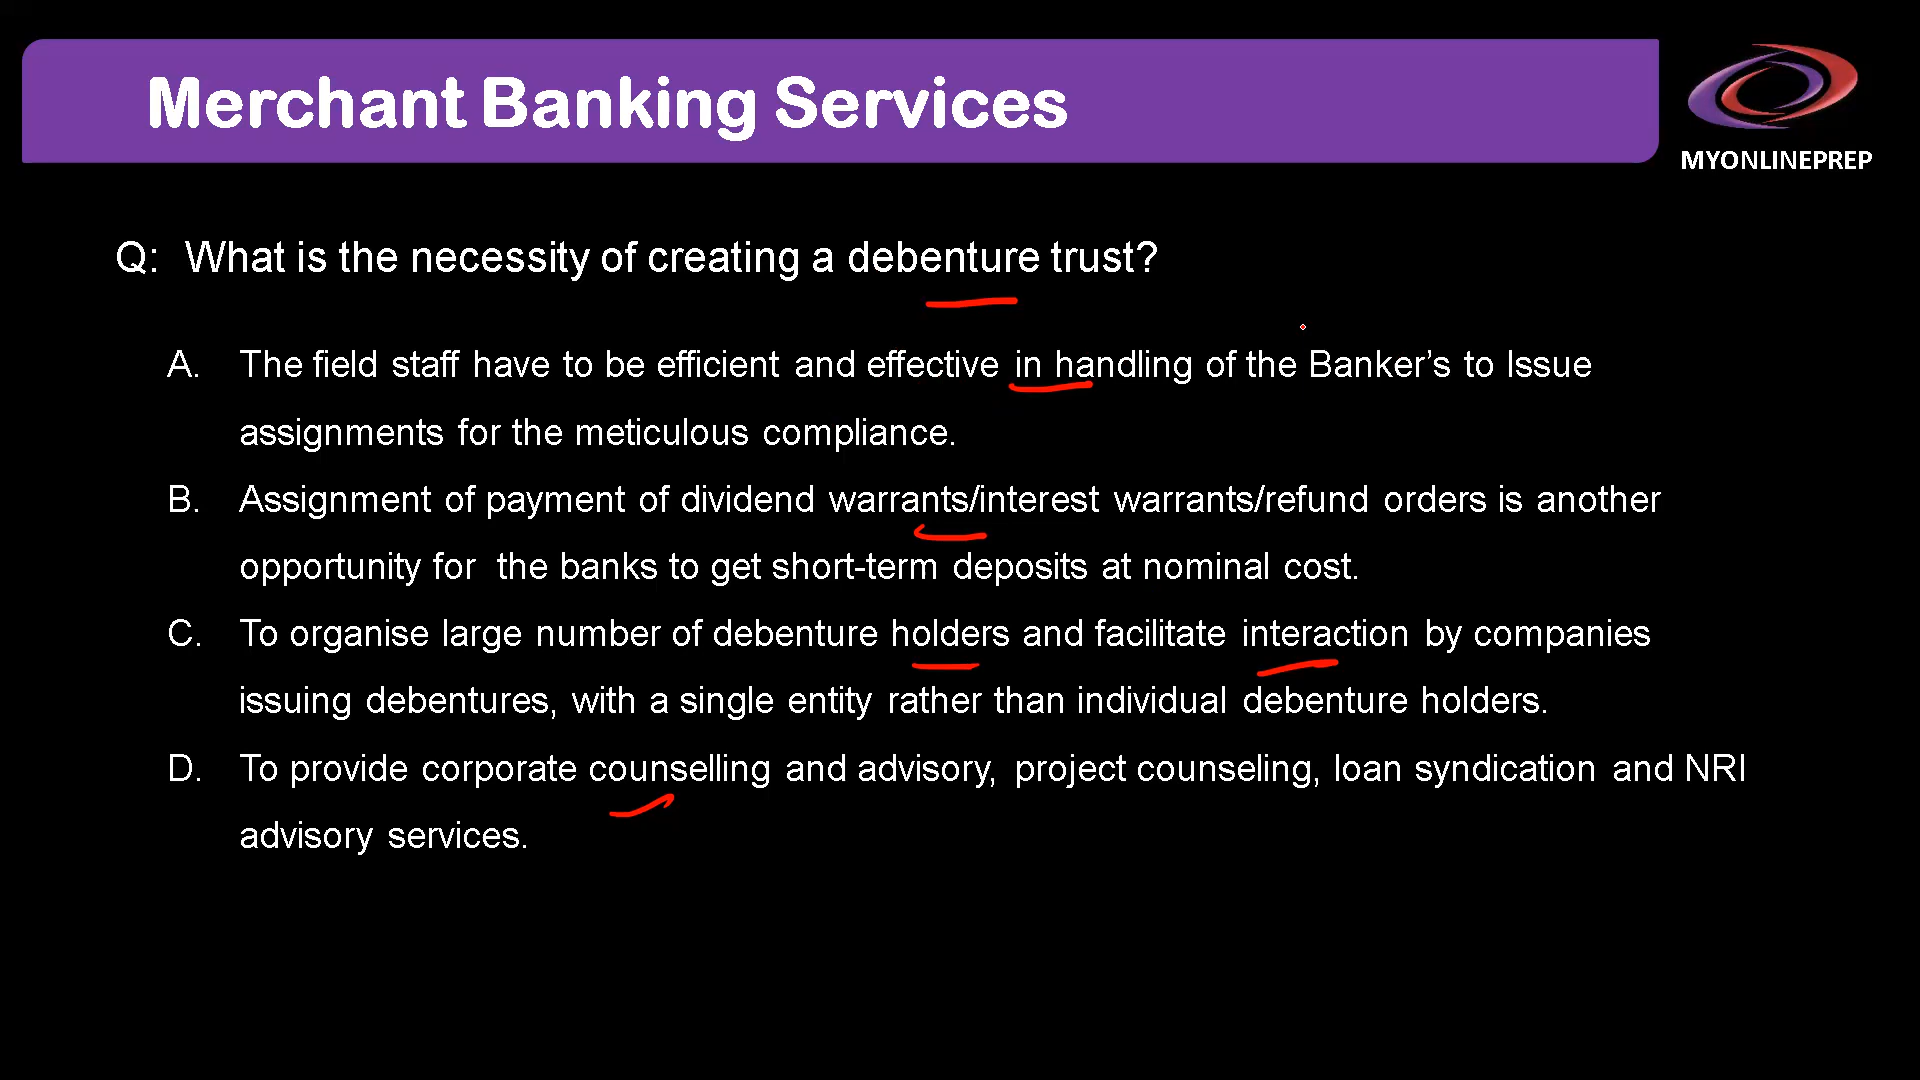 Merchant Banking Services
MYONLINEPREP
Q: What is the necessity of creating a debenture trust?
A. The field staff have to be efficient and effective in handling of the Banker’s to Issue
assignments for the meticulous compliance.
B. Assignment of payment of dividend warrants/interest warrants/refund orders is another
opportunity for the banks to get short-term deposits at nominal cost.
C. To organise large number of debenture holders and facilitate interaction by companies
issuing debentures, with a single entity rather than individual debenture holders.
D. To provide corporate counselling and advisory, project counseling, loan syndication and NRI
advisory services.